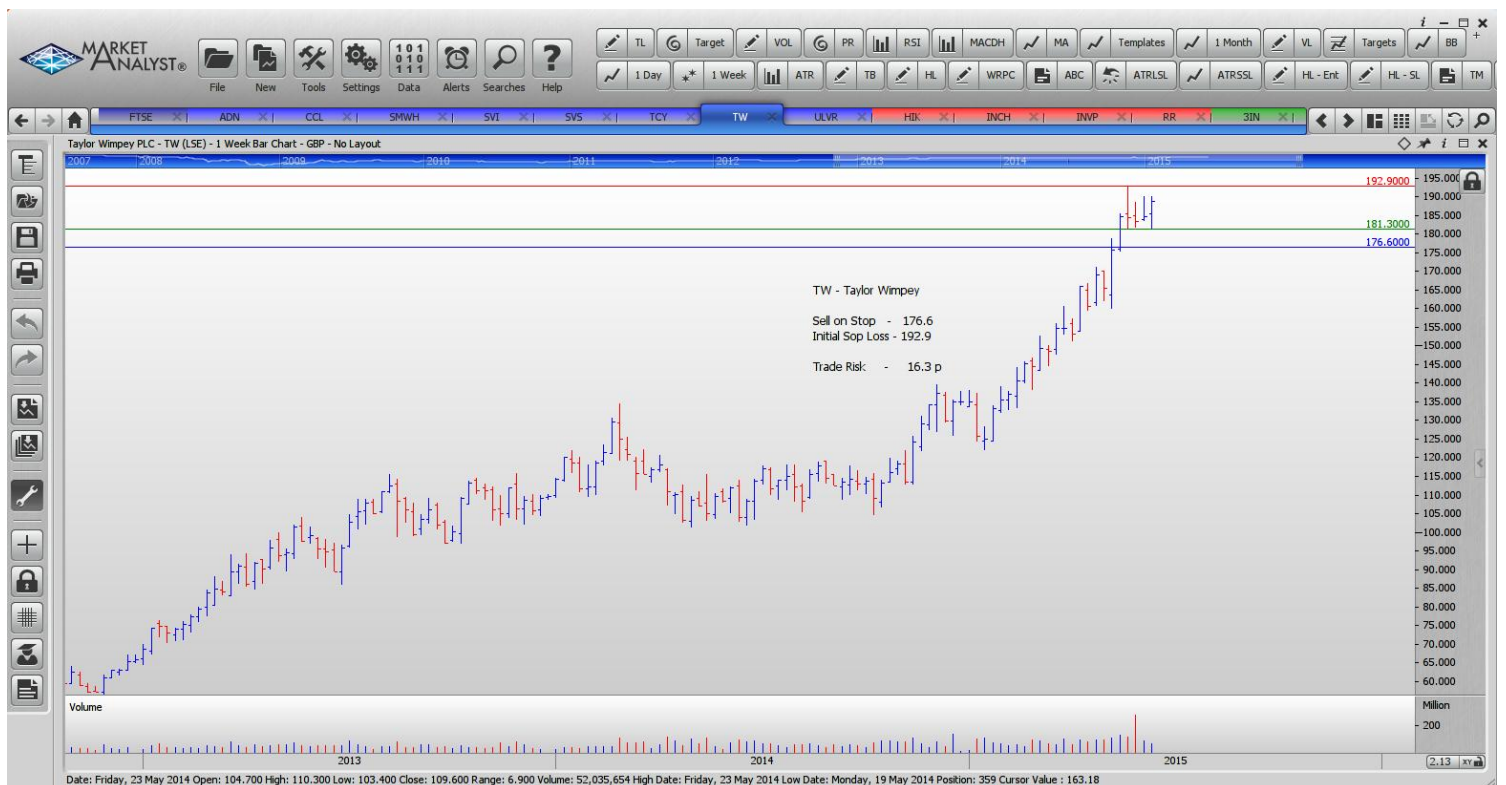 i
MARKET
ANALYST®
101
010
111
?
File New Tools Settings Data Alerts Searches Help
TL Target VOL PR RSI MACDH MA Templates 1 Month VL Targets BB +
1 Day 1 Week ATR TB HL WRPC ABC ATRLSL ATRSSL HL - Ent HL - SL TM
FTSE ADN CCL SMWH SVI SVS TCY TW ULVR HIK INCH INVP RR 3IN
Taylor Wimpey PLC - TW (LSE) - 1 Week Bar Chart - GBP - No Layout
i
2007 2008 2009 2010 2011 2012 2013 2014 2015
192.9000
181.3000
176.6000
195.000
190.000
185.000
180.000
175.000
170.000
165.000
160.000
155.000
150.000
145.000
140.000
135.000
130.000
125.000
120.000
115.000
110.000
105.000
100.000
95.000
90.000
85.000
80.000
75.000
70.000
65.000
60.000
TW - Taylor Wimpey
Sell on Stop - 176.6
Initial Sop Loss - 192.9
Trade Risk - 16.3 p
Volume
Million
200
2013 2014 2015
2.13 XY
Date: Friday, 23 May 2014 Open: 104.700 High: 110.300 Low: 103.400 Close: 109.600 Range: 6.900 Volume: 52,035,654 High Date: Friday, 23 May 2014 Low Date: Monday, 19 May 2014 Position: 359 Cursor Value : 163.18